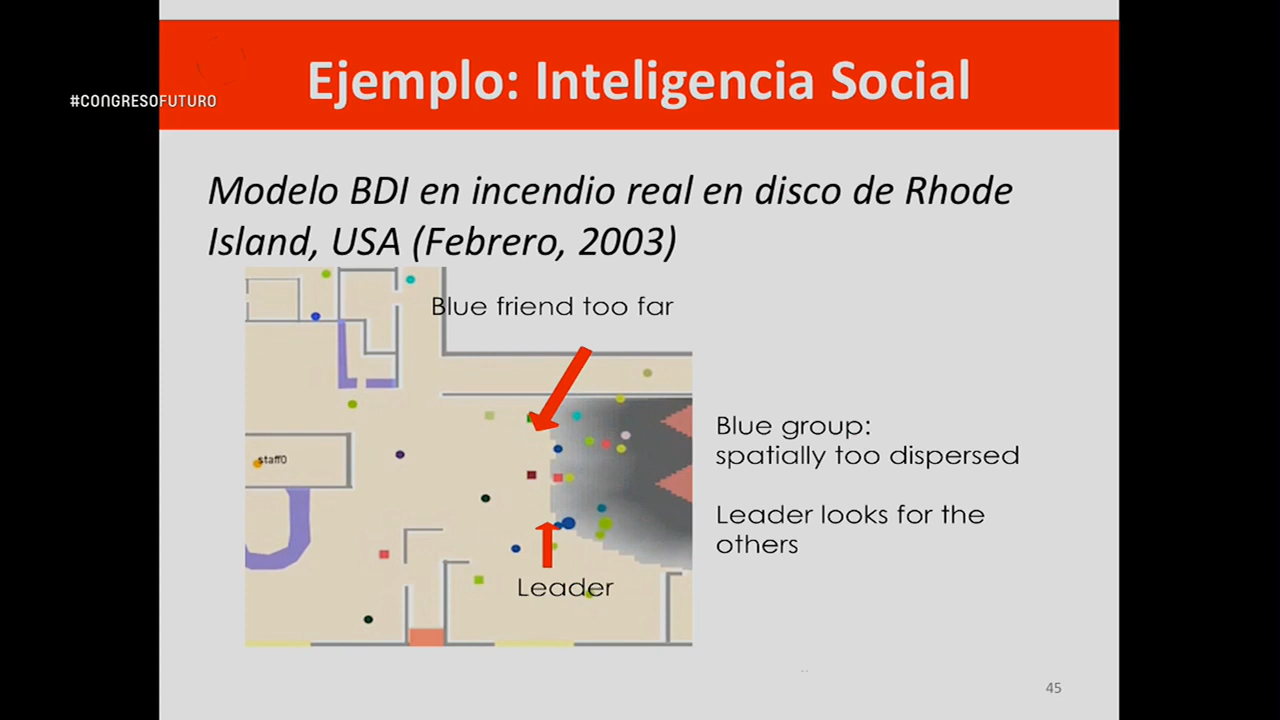 Ejemplo: Inteligencia Social
#CONGRESOFUTURO
Modelo BDI en incendio real en disco de Rhode
Island, USA (Febrero, 2003)
Blue friend too far
Blue group:
spatially too dispersed
staff0
Leader looks for the
others
Leader
45